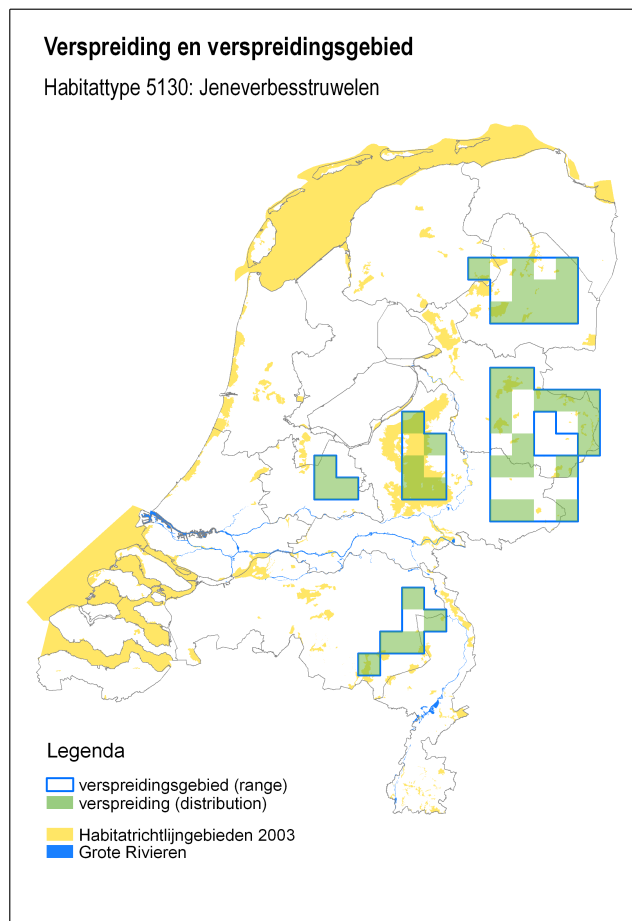 Verspreiding en verspreidingsgebied
Habitattype 5130: Jeneverbesstruwelen
Legenda
verspreidingsgebied (range)
verspreiding (distribution)
Habitatrichtlijngebieden 2003
Grote Rivieren